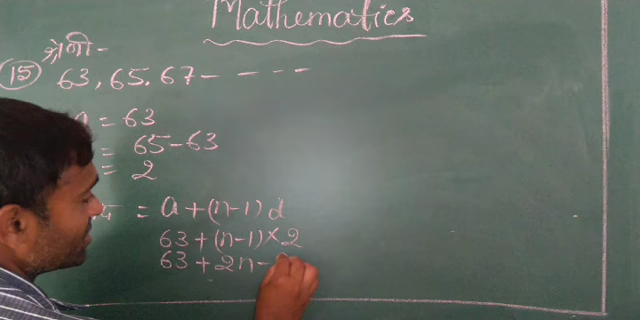 Mathematics
श्रेणी-
15 63, 65. 67- - - -
a = 63
= 65-63
= 2
= a+(n-1)d
63+(n-1)×2
63+2n-